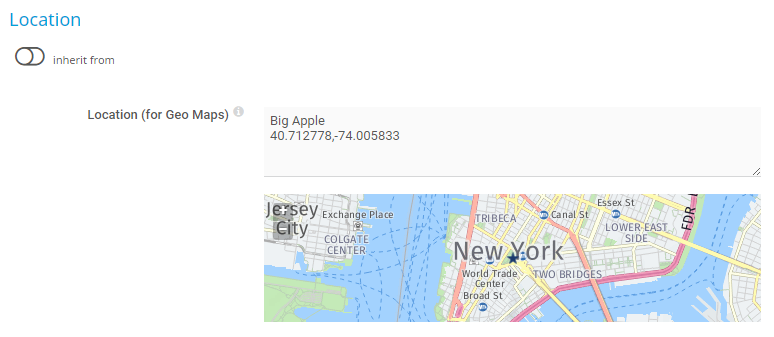 Location
inherit from
Location (for Geo Maps)
Big Apple
40.712778,-74.005833
Jersey
City
Exchange Place
COLGATE
CENTER
TRIBECA
Canal St
Essex St
LOWER EAST
SIDE
FDR
New York
World Trade
Center
TWO BRIDGES
Broad St